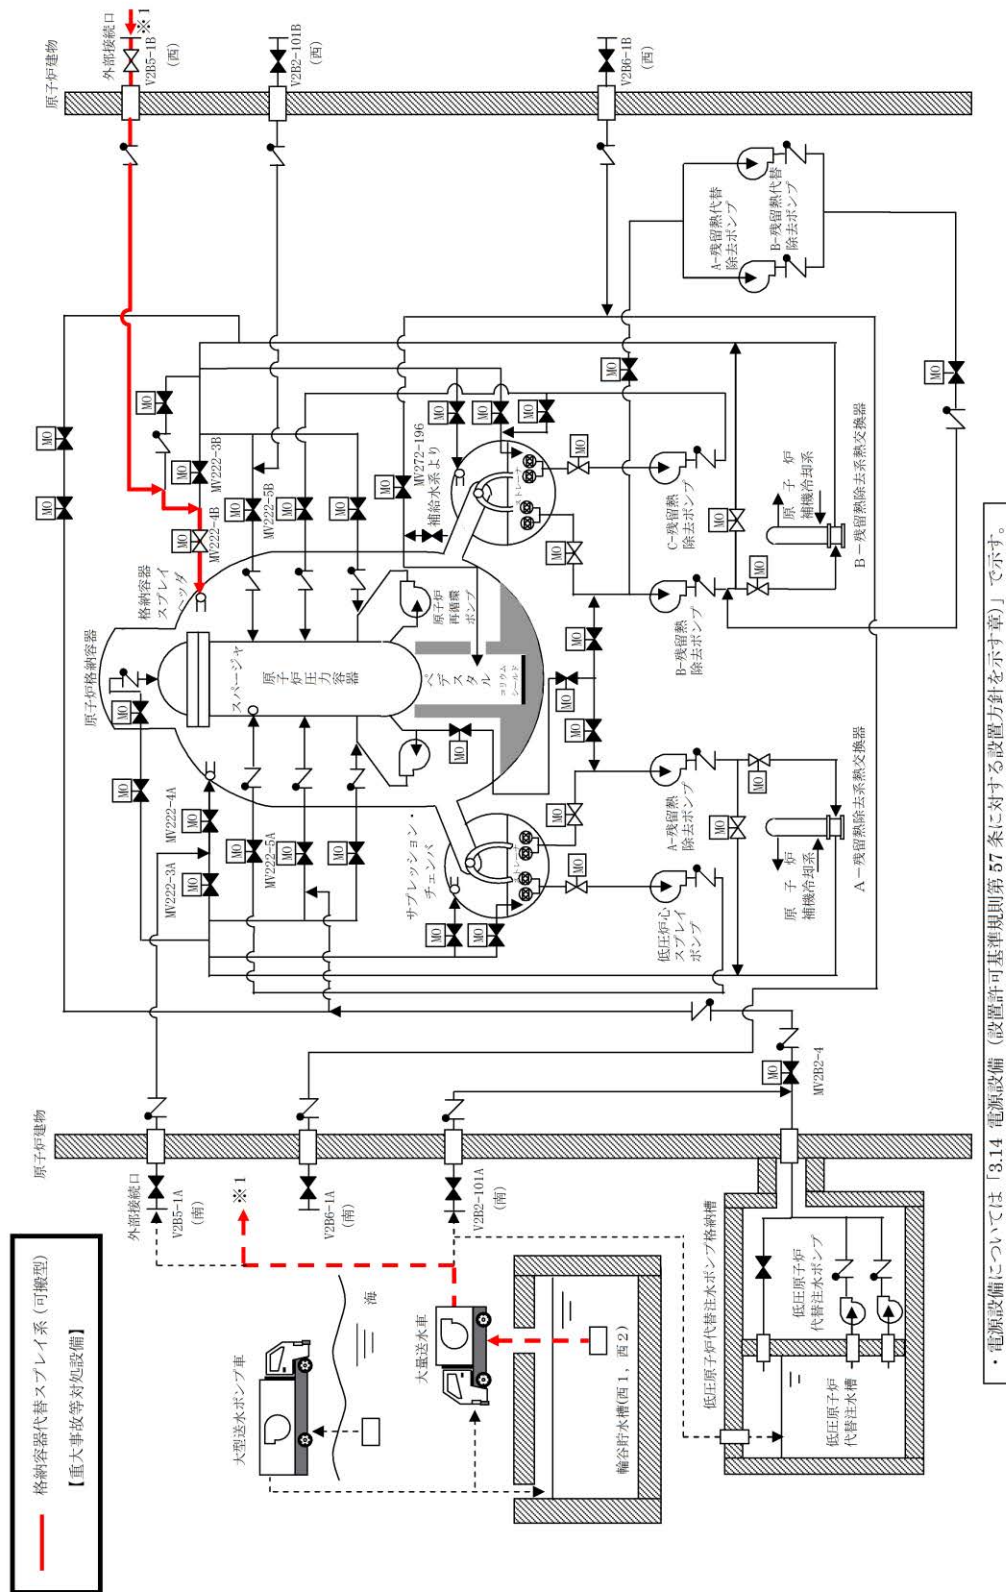 格納容器代替スプレイ系（可搬型）
【重大事故等対処設備】
原子炉建物
外部接続口
V2B5-1A
（南）
※1
V2B6-1A
（南）
V2B2-101A
（南）
大型送水ポンプ車
海
大量送水車
輪谷貯水槽(西1，西2)
低圧原子炉代替注水ポンプ格納槽
低圧原子炉
代替注水ポンプ
低圧原子炉
代替注水槽
MV2B2-4
MO
MV222-3A
MV222-4A
MV222-5A
原子炉格納容器
格納容器
スプレイ
ヘッダ
スパージャ
原子炉圧力容器
ペデスタル
コリウム
シールド
原子炉
再循環
ポンプ
サプレッション・
チェンバ
ストレーナ
低圧炉心
スプレイ
ポンプ
A-残留熱
除去ポンプ
原子炉
補機冷却系
A－残留熱除去系熱交換器
MV222-4B
MV222-3B
MV222-5B
MV272-196
補給水系より
ストレーナ
B-残留熱
除去ポンプ
C-残留熱
除去ポンプ
原子炉
補機冷却系
B－残留熱除去系熱交換器
A-残留熱代替
除去ポンプ
B-残留熱代替
除去ポンプ
原子炉建物
外部接続口
※1
V2B5-1B
（西）
V2B2-101B
（西）
V2B6-1B
（西）
・電源設備については「3.14 電源設備（設置許可基準規則第57条に対する設置方針を示す章）」で示す。